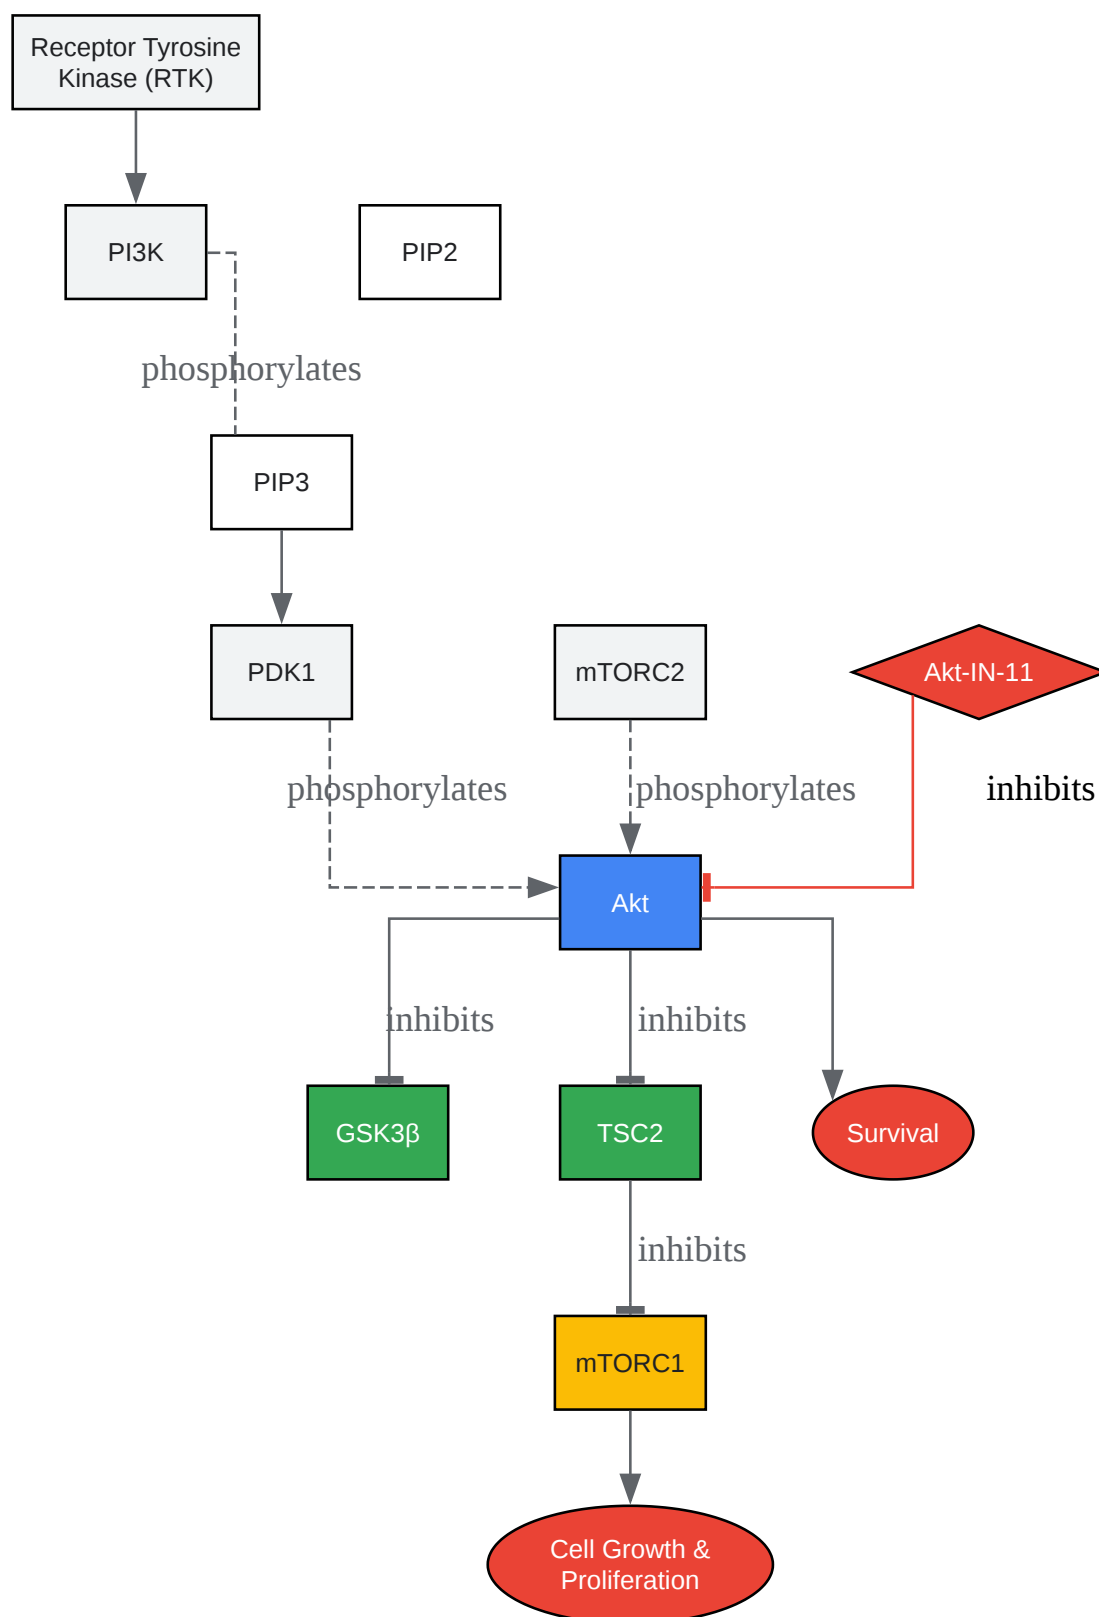 Receptor Tyrosine
Kinase (RTK)
PI3K
PIP2
phosphorylates
PIP3
PDK1
mTORC2
Akt-IN-11
phosphorylates
phosphorylates
inhibits
Akt
inhibits
inhibits
GSK3β
TSC2
Survival
inhibits
mTORC1
Cell Growth &
Proliferation